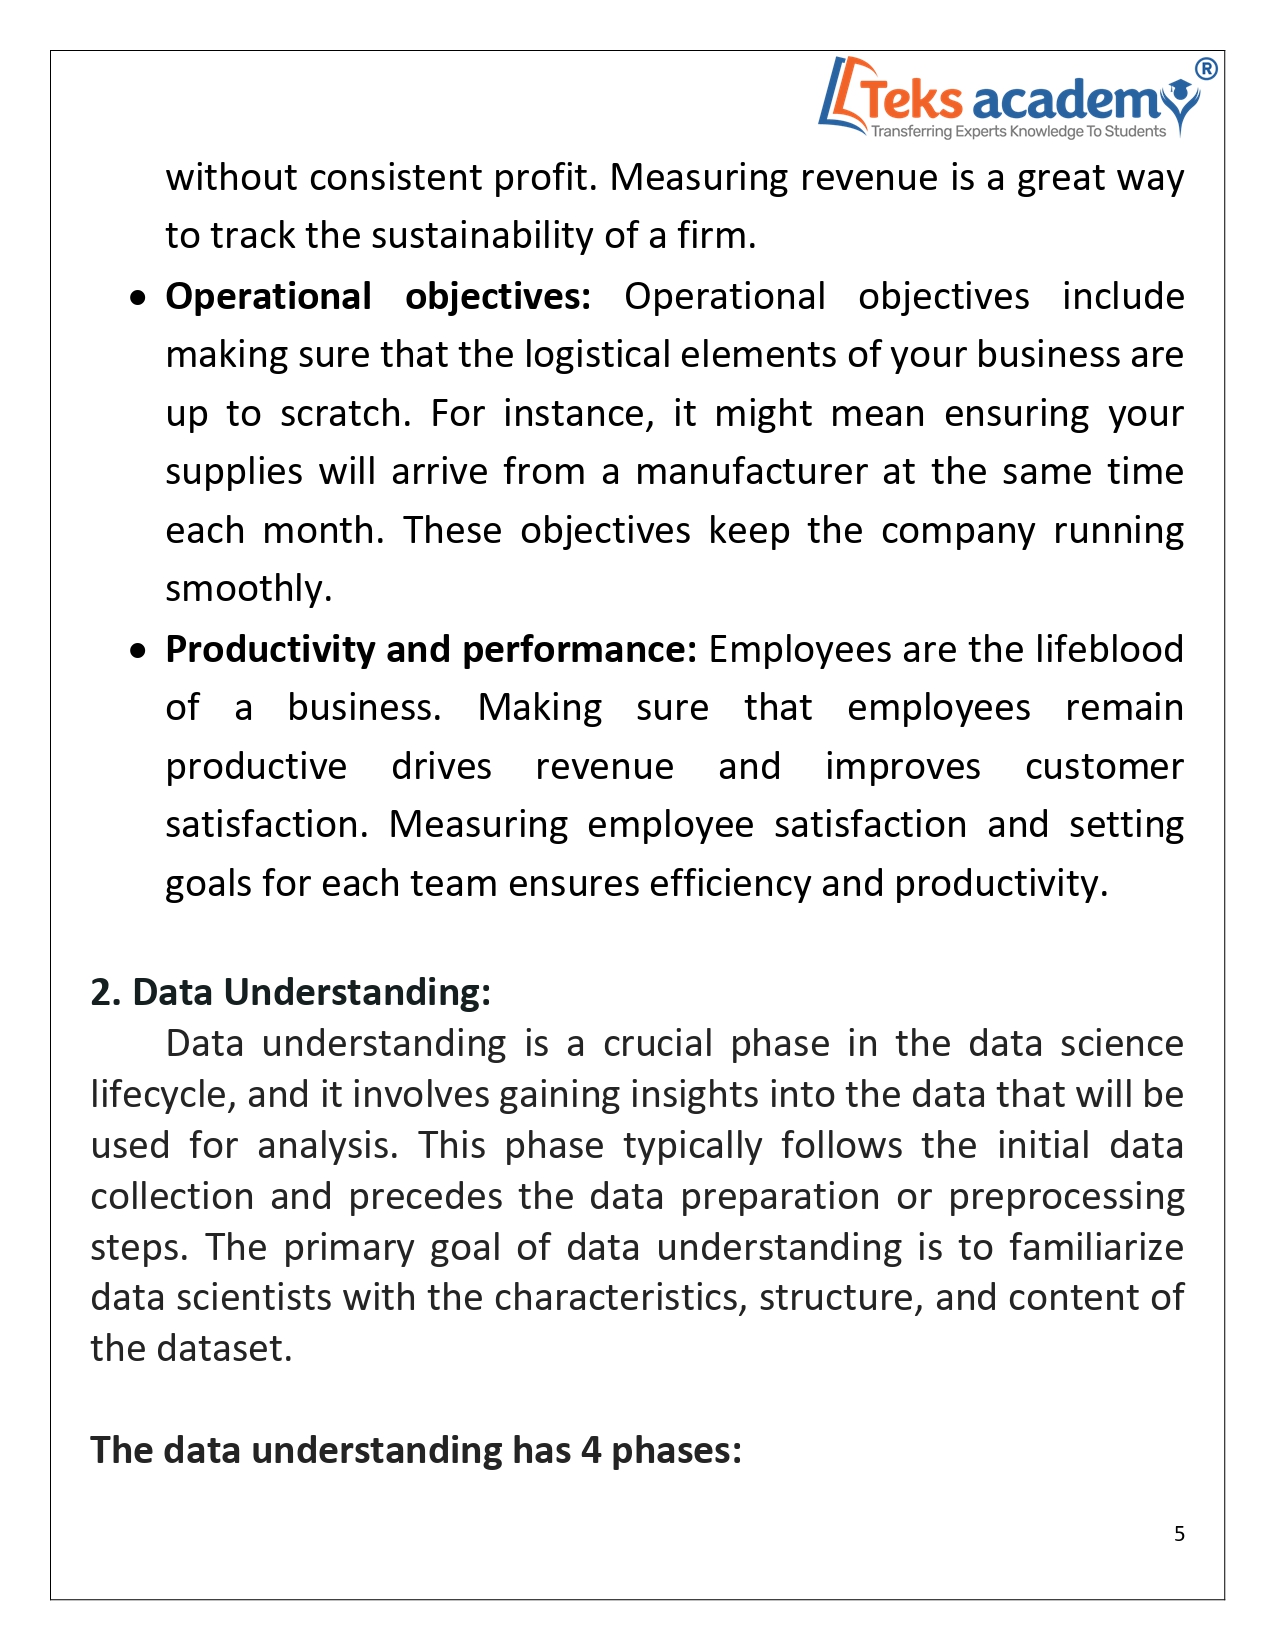 Teks academy ®
Transferring Experts Knowledge To Students
without consistent profit. Measuring revenue is a great way
to track the sustainability of a firm.
• Operational objectives: Operational objectives include
making sure that the logistical elements of your business are
up to scratch. For instance, it might mean ensuring your
supplies will arrive from a manufacturer at the same time
each month. These objectives keep the company running
smoothly.
• Productivity and performance: Employees are the lifeblood
of a business. Making sure that employees remain
productive drives revenue and improves customer
satisfaction. Measuring employee satisfaction and setting
goals for each team ensures efficiency and productivity.
2. Data Understanding:
Data understanding is a crucial phase in the data science
lifecycle, and it involves gaining insights into the data that will be
used for analysis. This phase typically follows the initial data
collection and precedes the data preparation or preprocessing
steps. The primary goal of data understanding is to familiarize
data scientists with the characteristics, structure, and content of
the dataset.
The data understanding has 4 phases:
5